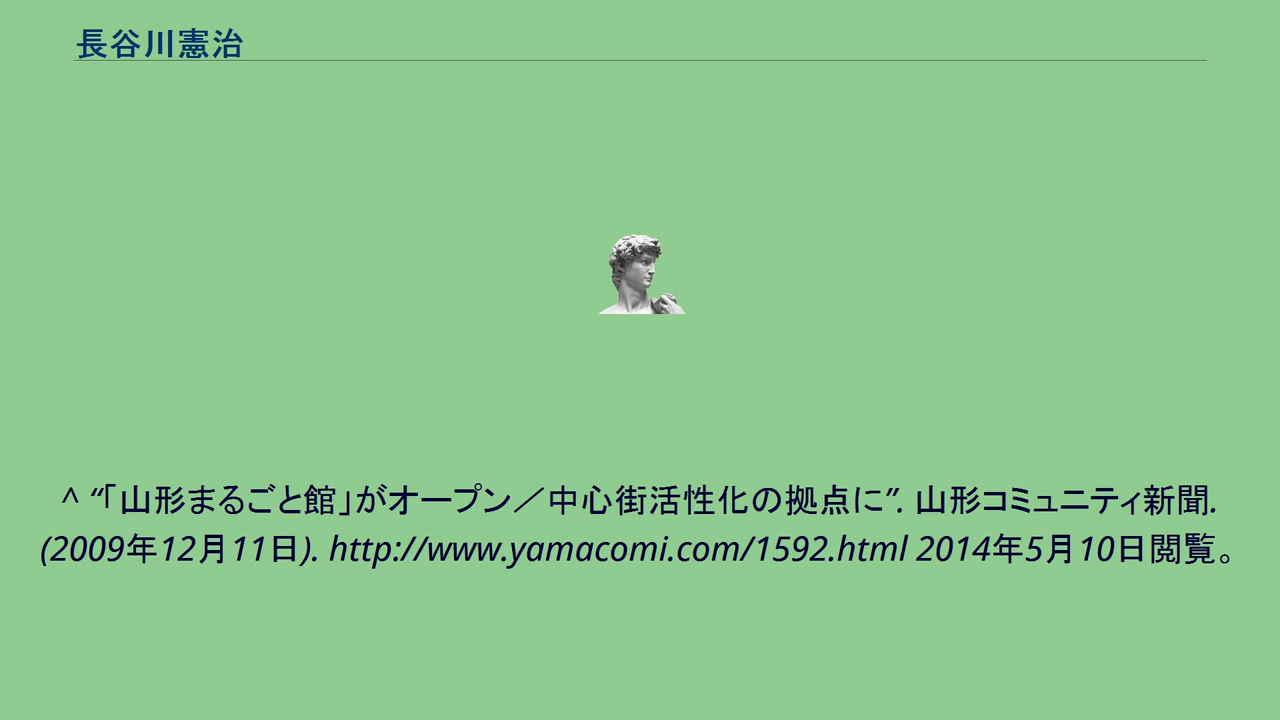 長谷川憲治
^ “「山形まるごと館」がオープン／中心街活性化の拠点に”. 山形コミュニティ新聞.
(2009年12月11日). http://www.yamacomi.com/1592.html 2014年5月10日閲覧。